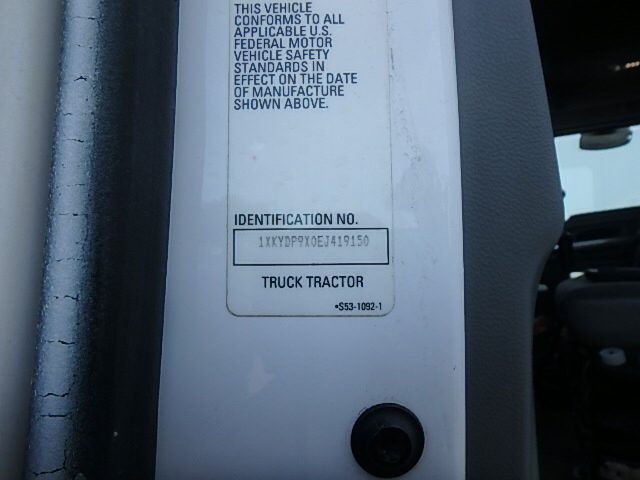 THIS VEHICLE
CONFORMS TO ALL
APPLICABLE U.S.
FEDERAL MOTOR
VEHICLE SAFETY
STANDARDS IN
EFFECT ON THE DATE
OF MANUFACTURE
SHOWN ABOVE.
IDENTIFICATION NO.
1XKYDP9X0EJ419150
TRUCK TRACTOR
•S53-1092-1